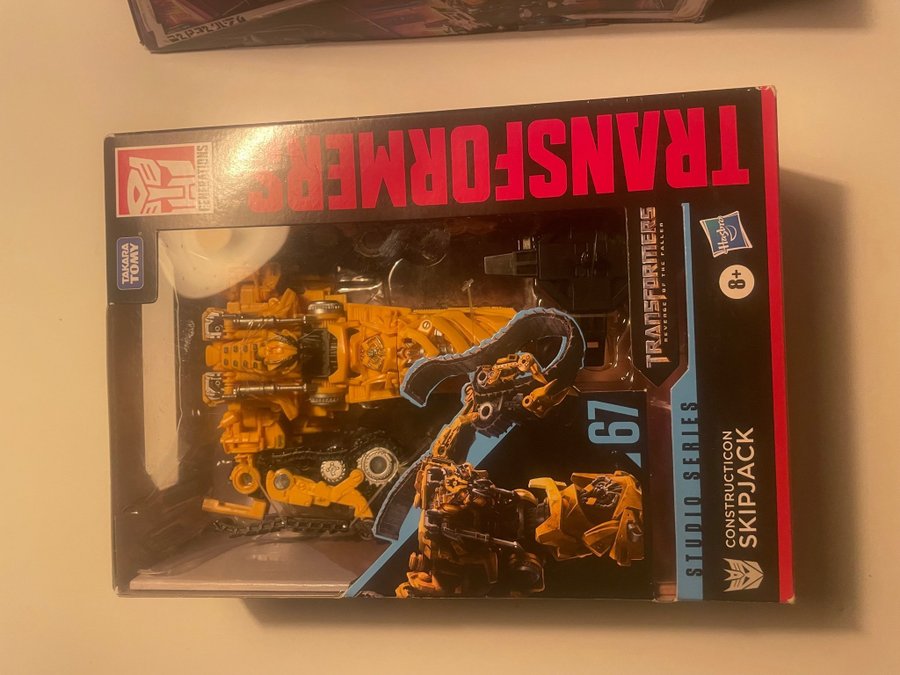 TRANSFORMERS
GENERATIONS
TAKARA
TOMY
Hasbro
8+
TRANSFORMERS
REVENGE OF THE FALLEN
67
STUDIO SERIES
CONSTRUCTICON
SKIPJACK